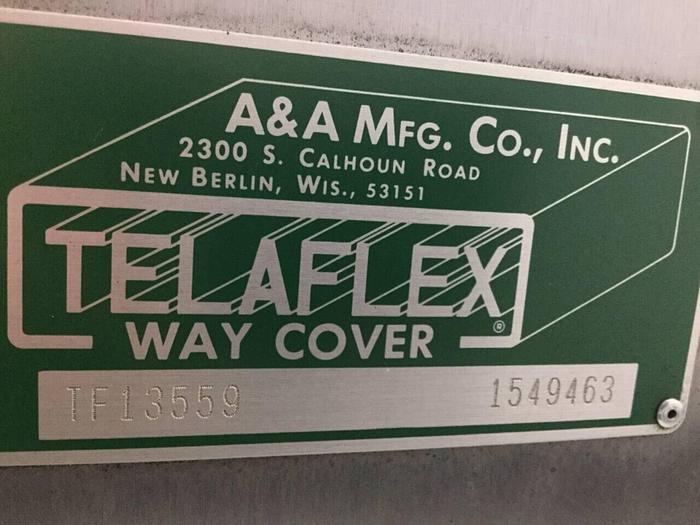 A&A MFG. CO., INC.
2300 S. CALHOUN ROAD
NEW BERLIN, WIS., 53151
TELAFLEX®
WAY COVER
TF13559 1549463